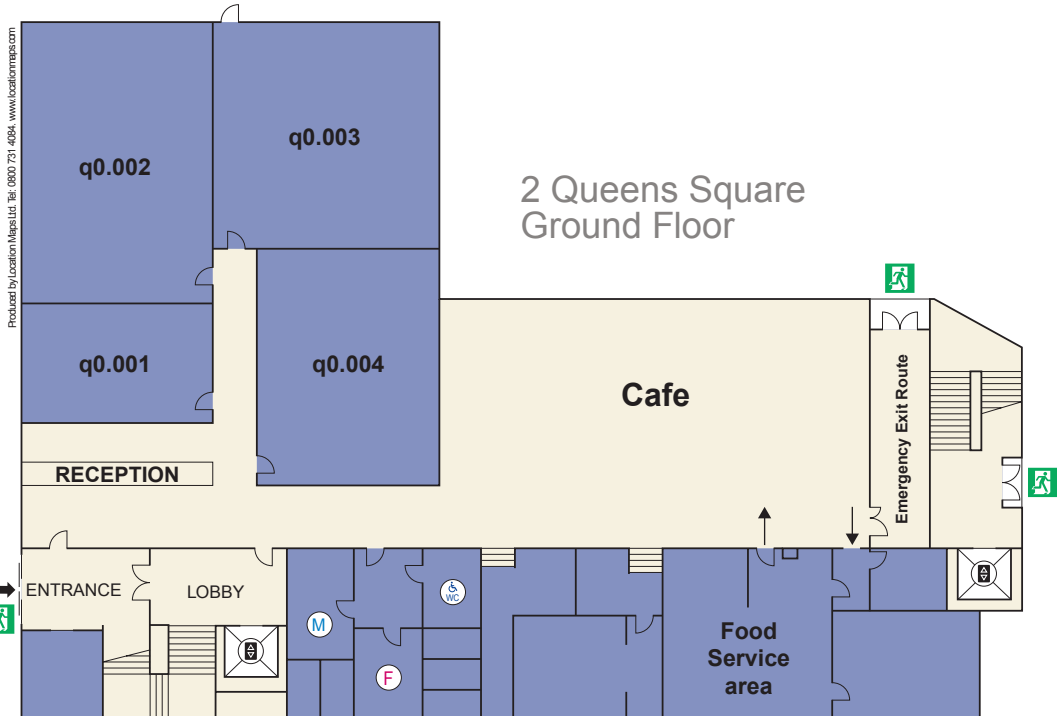 Produced by Location Maps Ltd. Tel: 0800 731 4084. www.locationmaps.com
2 Queens Square
Ground Floor
q0.003
q0.002
q0.001
q0.004
Cafe
Emergency Exit Route
RECEPTION
ENTRANCE
LOBBY
WC
M
F
Food
Service
area